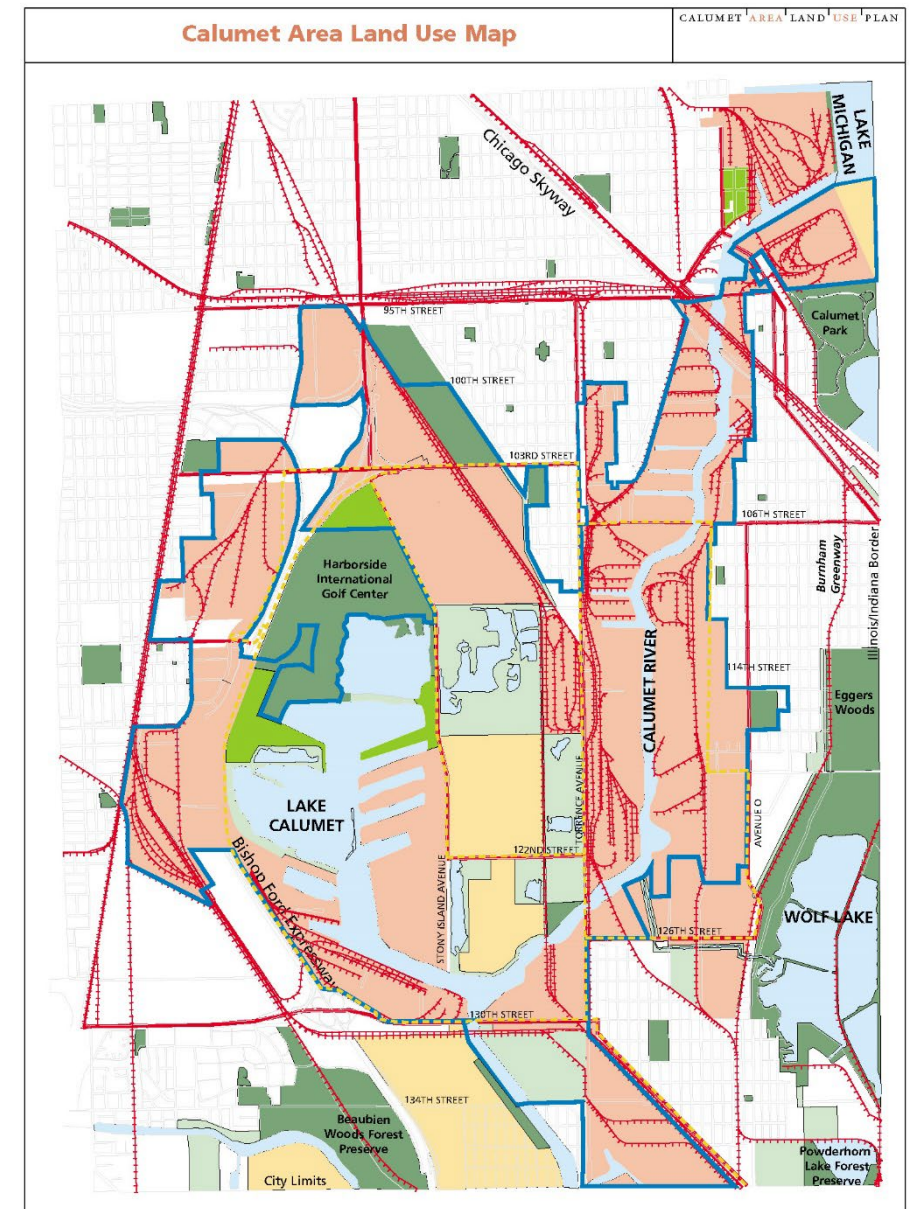 Calumet Area Land Use Map
CALUMET AREA LAND USE PLAN
LAKE
MICHIGAN
Chicago Skyway
Calumet
Park
95TH STREET
100TH STREET
103RD STREET
106TH STREET
Burnham
Greenway
Illinois/Indiana Border
Harborside
International
Golf Center
CALUMET RIVER
114TH STREET
Eggers
Woods
LAKE
CALUMET
TORRENCE AVENUE
AVENUE O
122ND STREET
Bishop Ford Expressway
STONY ISLAND AVENUE
WOLF LAKE
126TH STREET
130TH STREET
134TH STREET
Beaubien
Woods Forest
Preserve
City Limits
Powderhorn
Lake Forest
Preserve